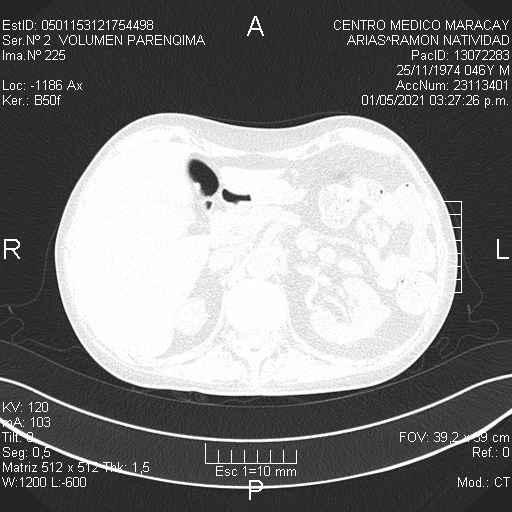 EstID: 0501153121754498
Ser.Nº 2 VOLUMEN PARENQIMA
Ima.Nº 225
Loc: -1186 Ax
Ker.: B50f
A
CENTRO MEDICO MARACAY
ARIAS^RAMON NATIVIDAD
PacID: 13072283
25/11/1974 046Y M
AccNum: 23113401
01/05/2021 03:27:26 p.m.
R
L
KV: 120
mA: 103
Tilt: 0
Seg: 0,5
Matriz 512 x 512 Thk: 1,5
W:1200 L:-600
Esc 1=10 mm
P
FOV: 39,2 x 39 cm
Ref.: 0
Mod.: CT